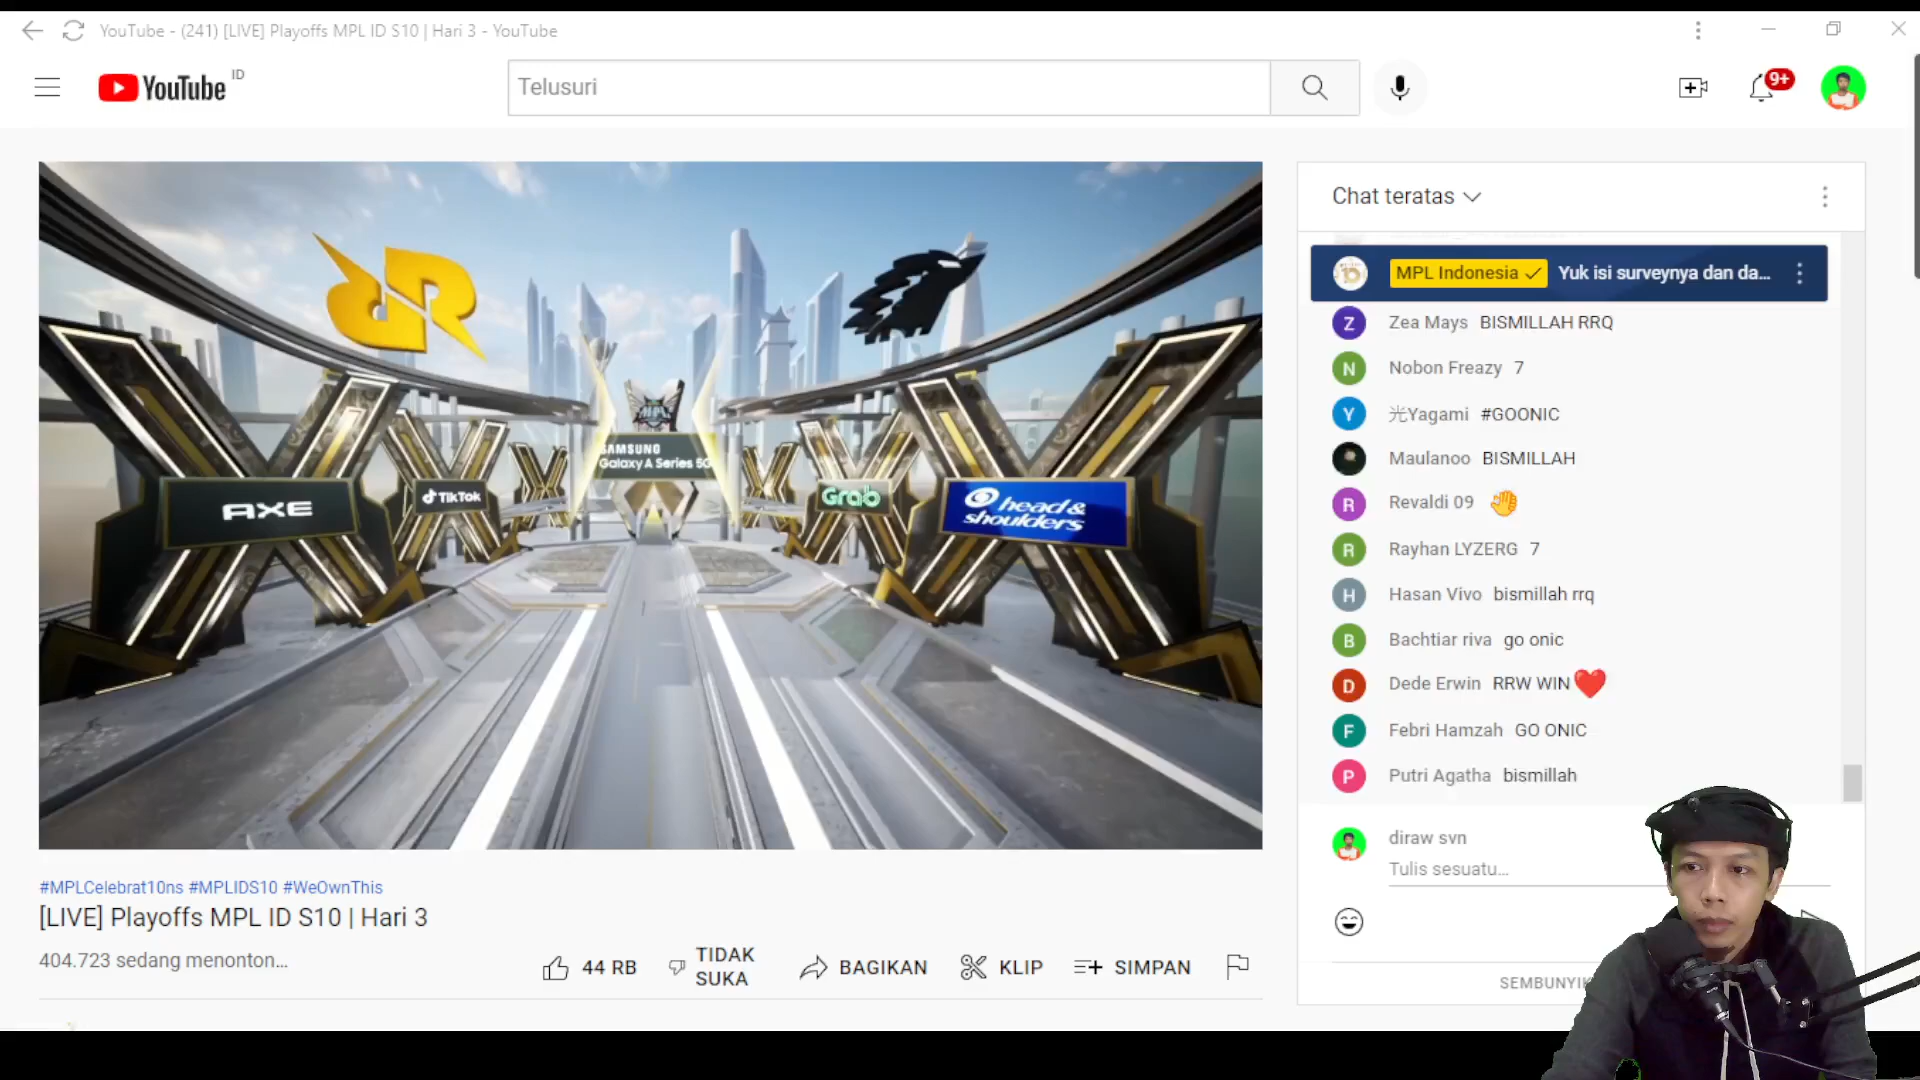 YouTube - (241) [LIVE] Playoffs MPL ID S10 | Hari 3 - YouTube
YouTube ID
Telusuri
9+
Chat teratas
MPL Indonesia Yuk isi surveynya dan da...
Z Zea Mays BISMILLAH RRQ
N Nobon Freazy 7
Y 光Yagami #GOONIC
Maulanoo BISMILLAH
R Revaldi 09 👋
R Rayhan LYZERG 7
H Hasan Vivo bismillah rrq
B Bachtiar riva go onic
D Dede Erwin RRW WIN❤️
F Febri Hamzah GO ONIC
P Putri Agatha bismillah
diraw svn
Tulis sesuatu...
MPL
SAMSUNG
Galaxy A Series 5G
AXE
TikTok
Grab
head&
shoulders
#MPLCelebrat10ns #MPLIDS10 #WeOwnThis
[LIVE] Playoffs MPL ID S10 | Hari 3
404.723 sedang menonton...
44 RB
TIDAK
SUKA
BAGIKAN
KLIP
SIMPAN